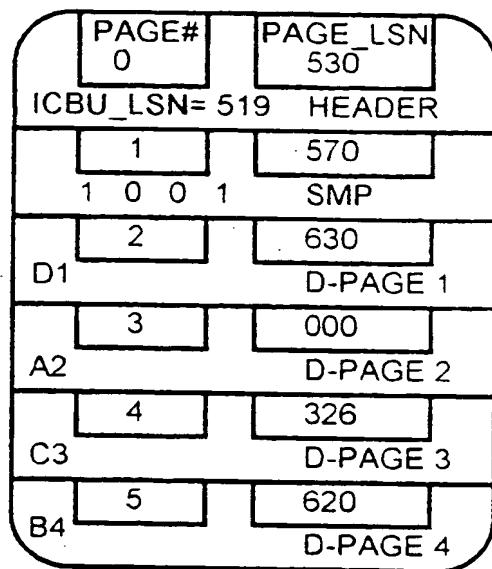 PAGE# PAGE_LSN
0 530
ICBU_LSN= 519 HEADER
1 570
1 0 0 1 SMP
2 630
D1 D-PAGE 1
3 000
A2 D-PAGE 2
4 326
C3 D-PAGE 3
5 620
B4 D-PAGE 4